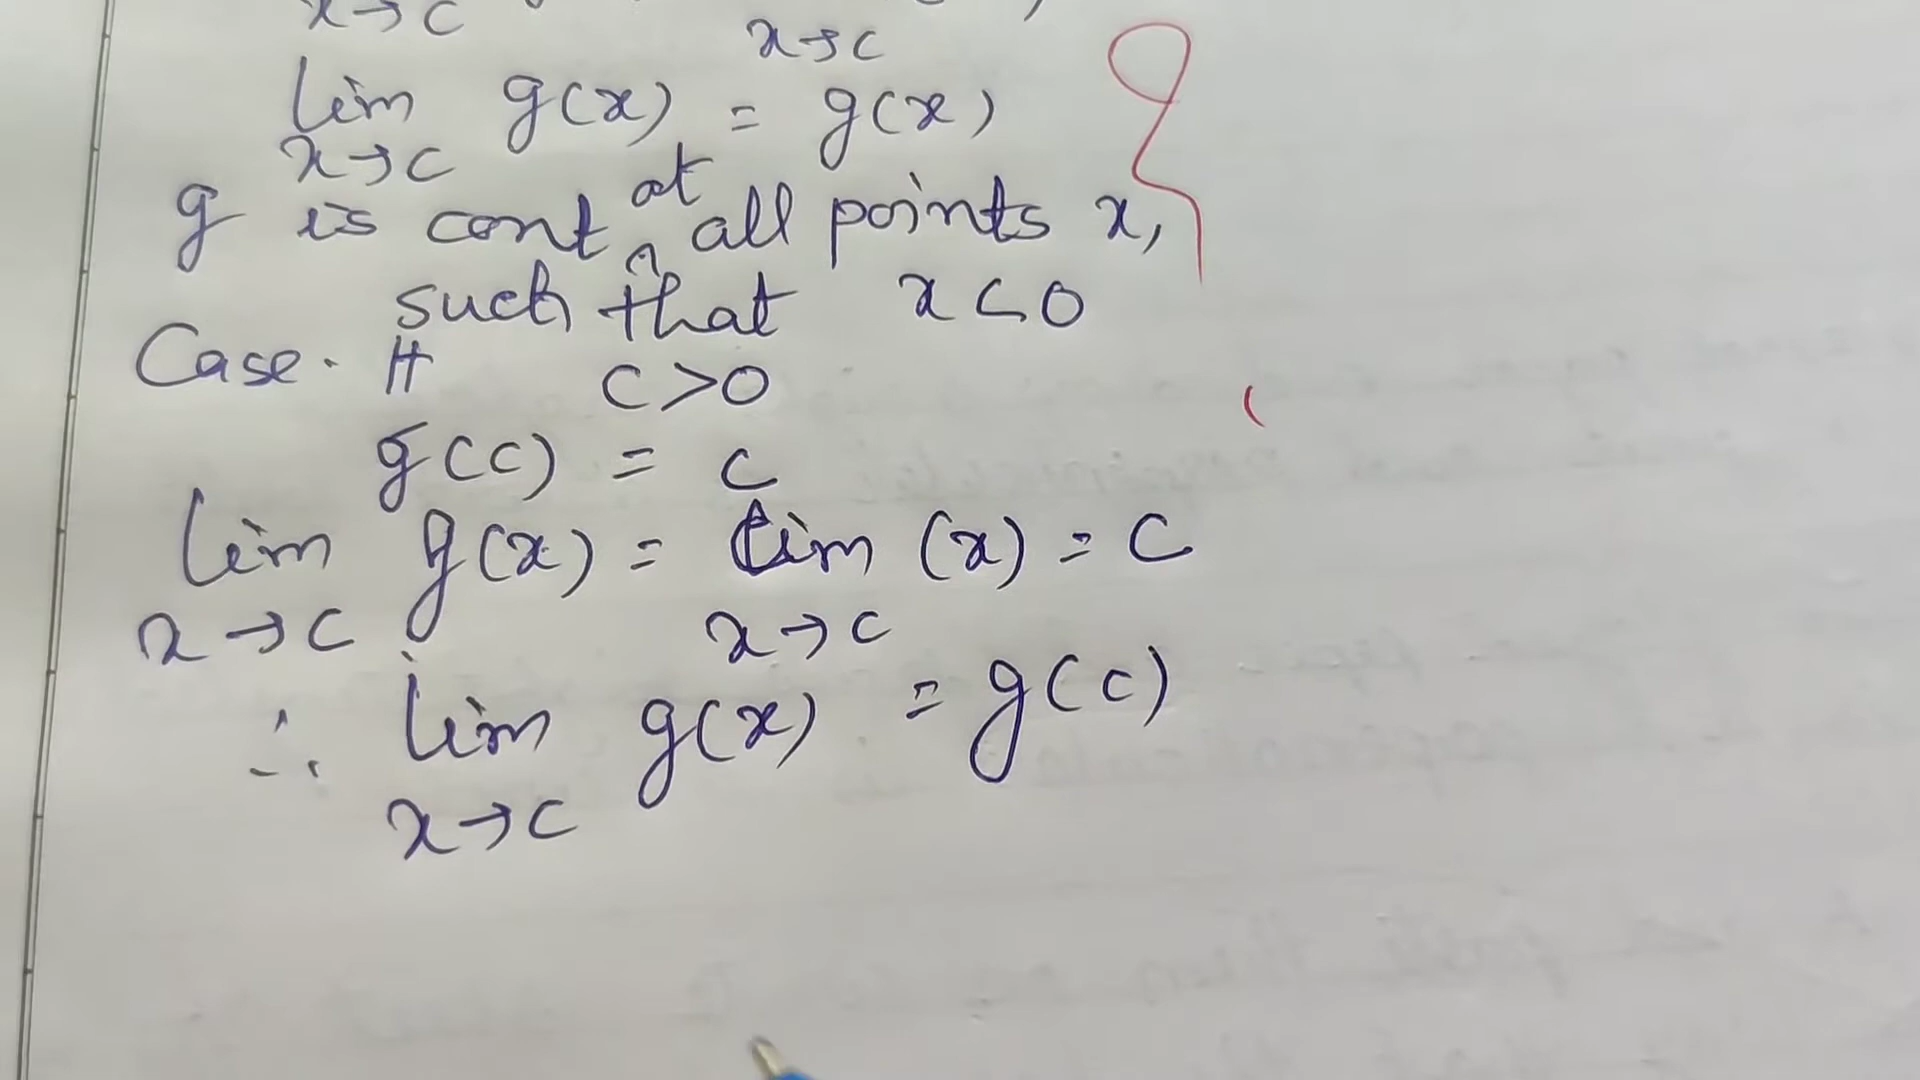 x→c
x→c
lim g(x) = g(x)
x→c
g is cont at all points x,
such that x<0
Case. II c>0
g(c) = c
lim g(x) = lim (x) = c
x→c x→c
∴ lim g(x) = g(c)
x→c